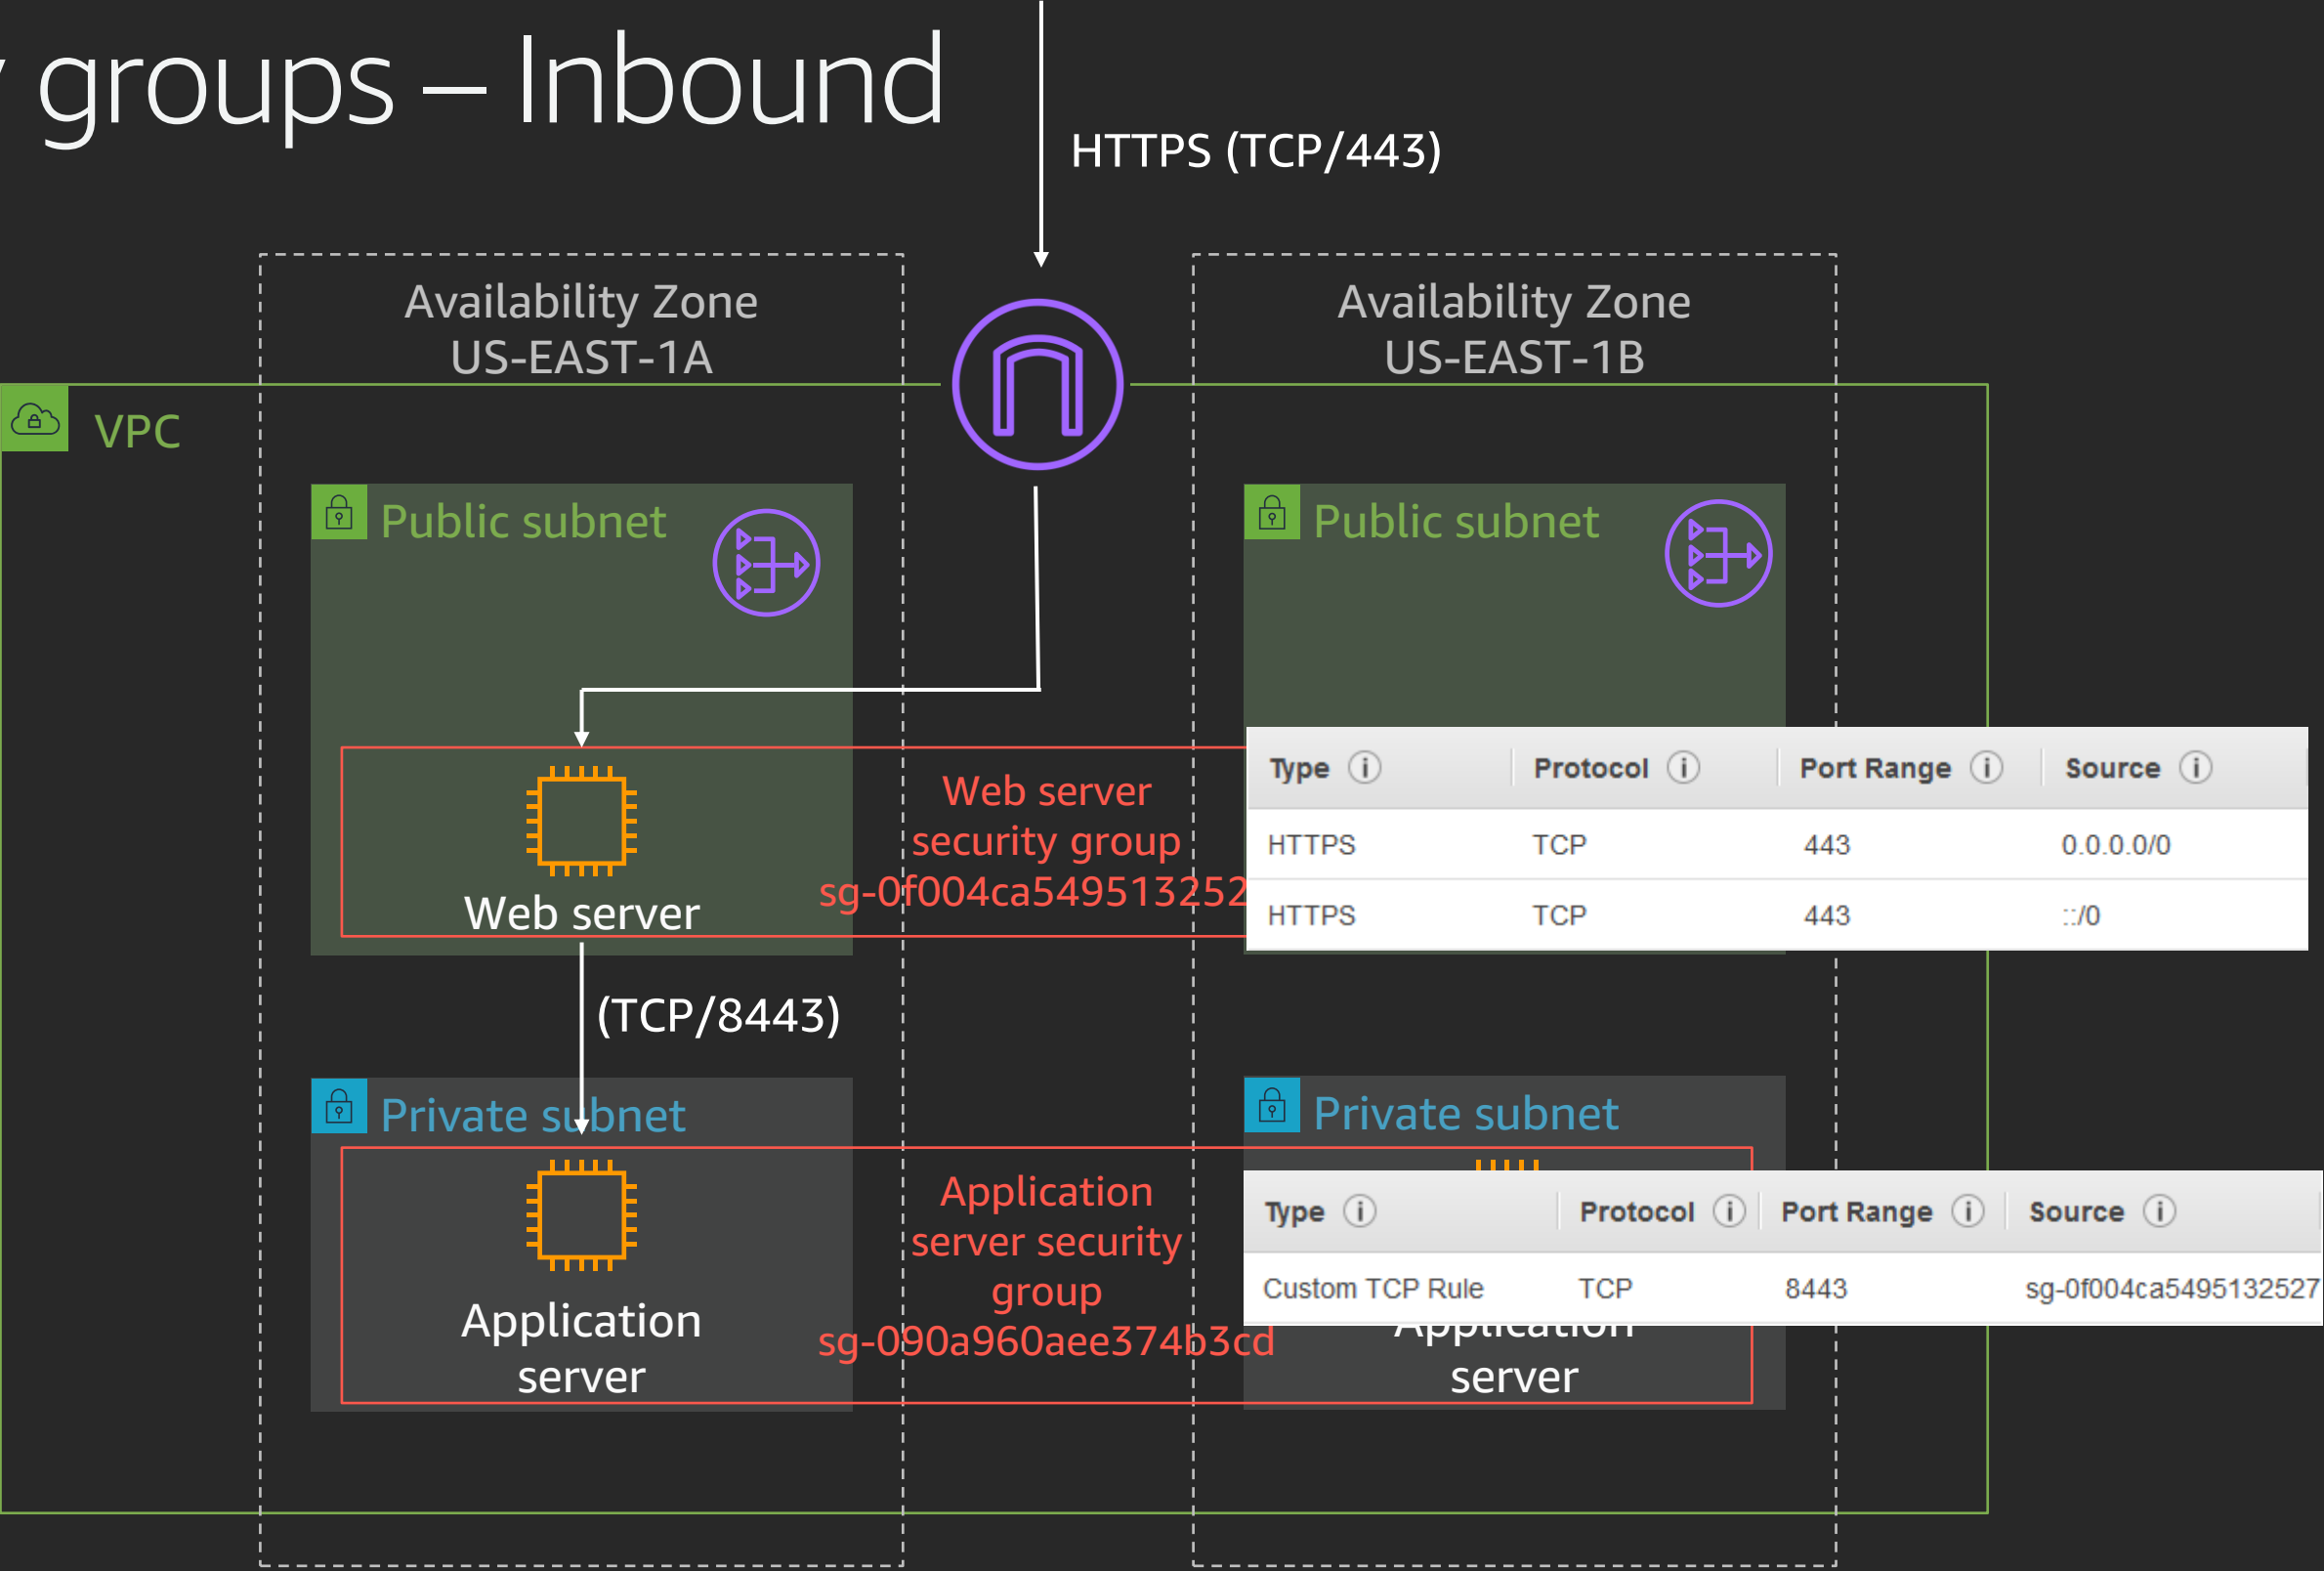 groups – Inbound
HTTPS (TCP/443)
Availability Zone
US-EAST-1A
Availability Zone
US-EAST-1B
VPC
Public subnet
Public subnet
Web server
security group
sg-0f004ca549513252
Web server
Type Protocol Port Range Source
HTTPS TCP 443 0.0.0.0/0
HTTPS TCP 443 ::/0
(TCP/8443)
Private subnet
Private subnet
Application
server
Application
server security
group
sg-090a960aee374b3cd
Type Protocol Port Range Source
Custom TCP Rule TCP 8443 sg-0f004ca5495132527
Application
server